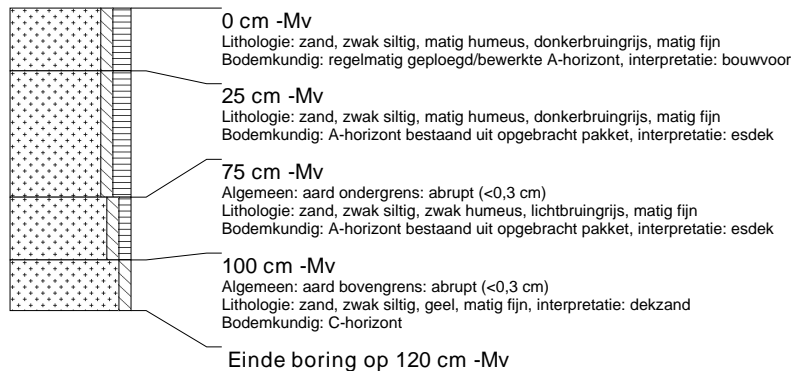 0 cm -Mv
Lithologie: zand, zwak siltig, matig humeus, donkerbruingrijs, matig fijn
Bodemkundig: regelmatig geploegd/bewerkte A-horizont, interpretatie: bouwvoor
25 cm -Mv
Lithologie: zand, zwak siltig, matig humeus, donkerbruingrijs, matig fijn
Bodemkundig: A-horizont bestaand uit opgebracht pakket, interpretatie: esdek
75 cm -Mv
Algemeen: aard ondergrens: abrupt (<0,3 cm)
Lithologie: zand, zwak siltig, zwak humeus, lichtbruingrijs, matig fijn
Bodemkundig: A-horizont bestaand uit opgebracht pakket, interpretatie: esdek
100 cm -Mv
Algemeen: aard bovengrens: abrupt (<0,3 cm)
Lithologie: zand, zwak siltig, geel, matig fijn, interpretatie: dekzand
Bodemkundig: C-horizont
Einde boring op 120 cm -Mv